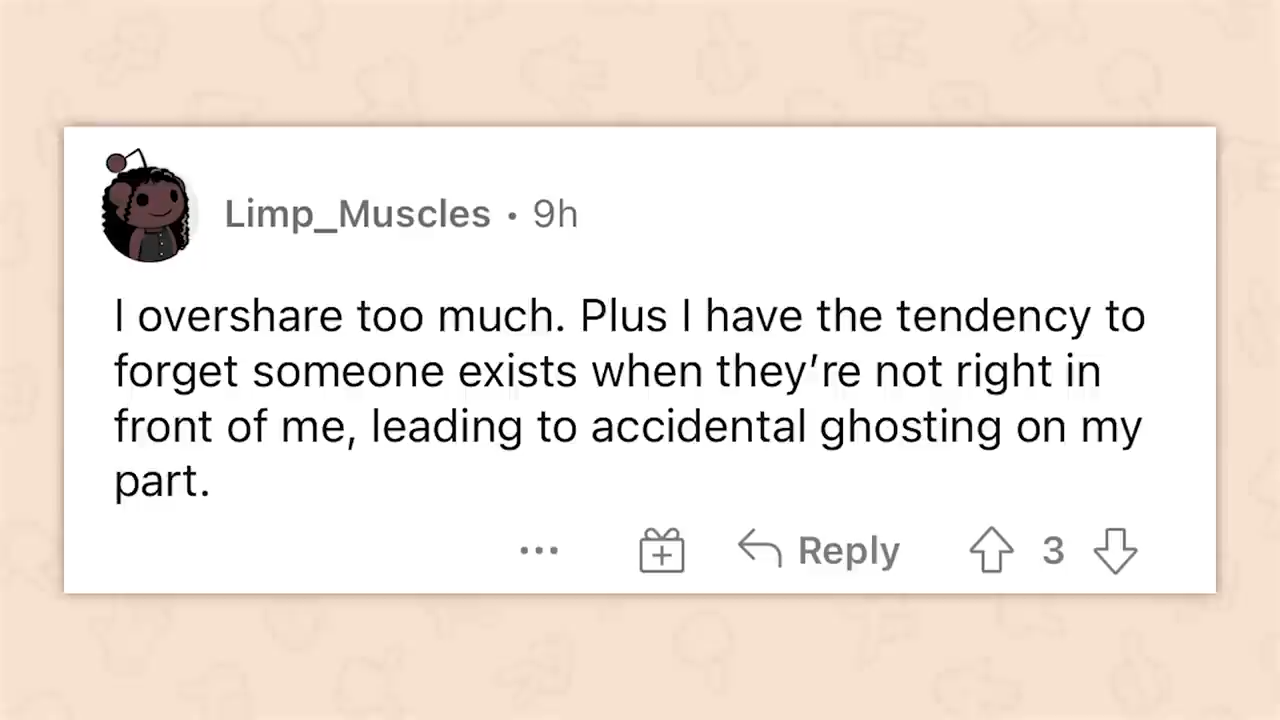 Limp_Muscles • 9h
I overshare too much. Plus I have the tendency to
forget someone exists when they’re not right in
front of me, leading to accidental ghosting on my
part.
... Reply 3